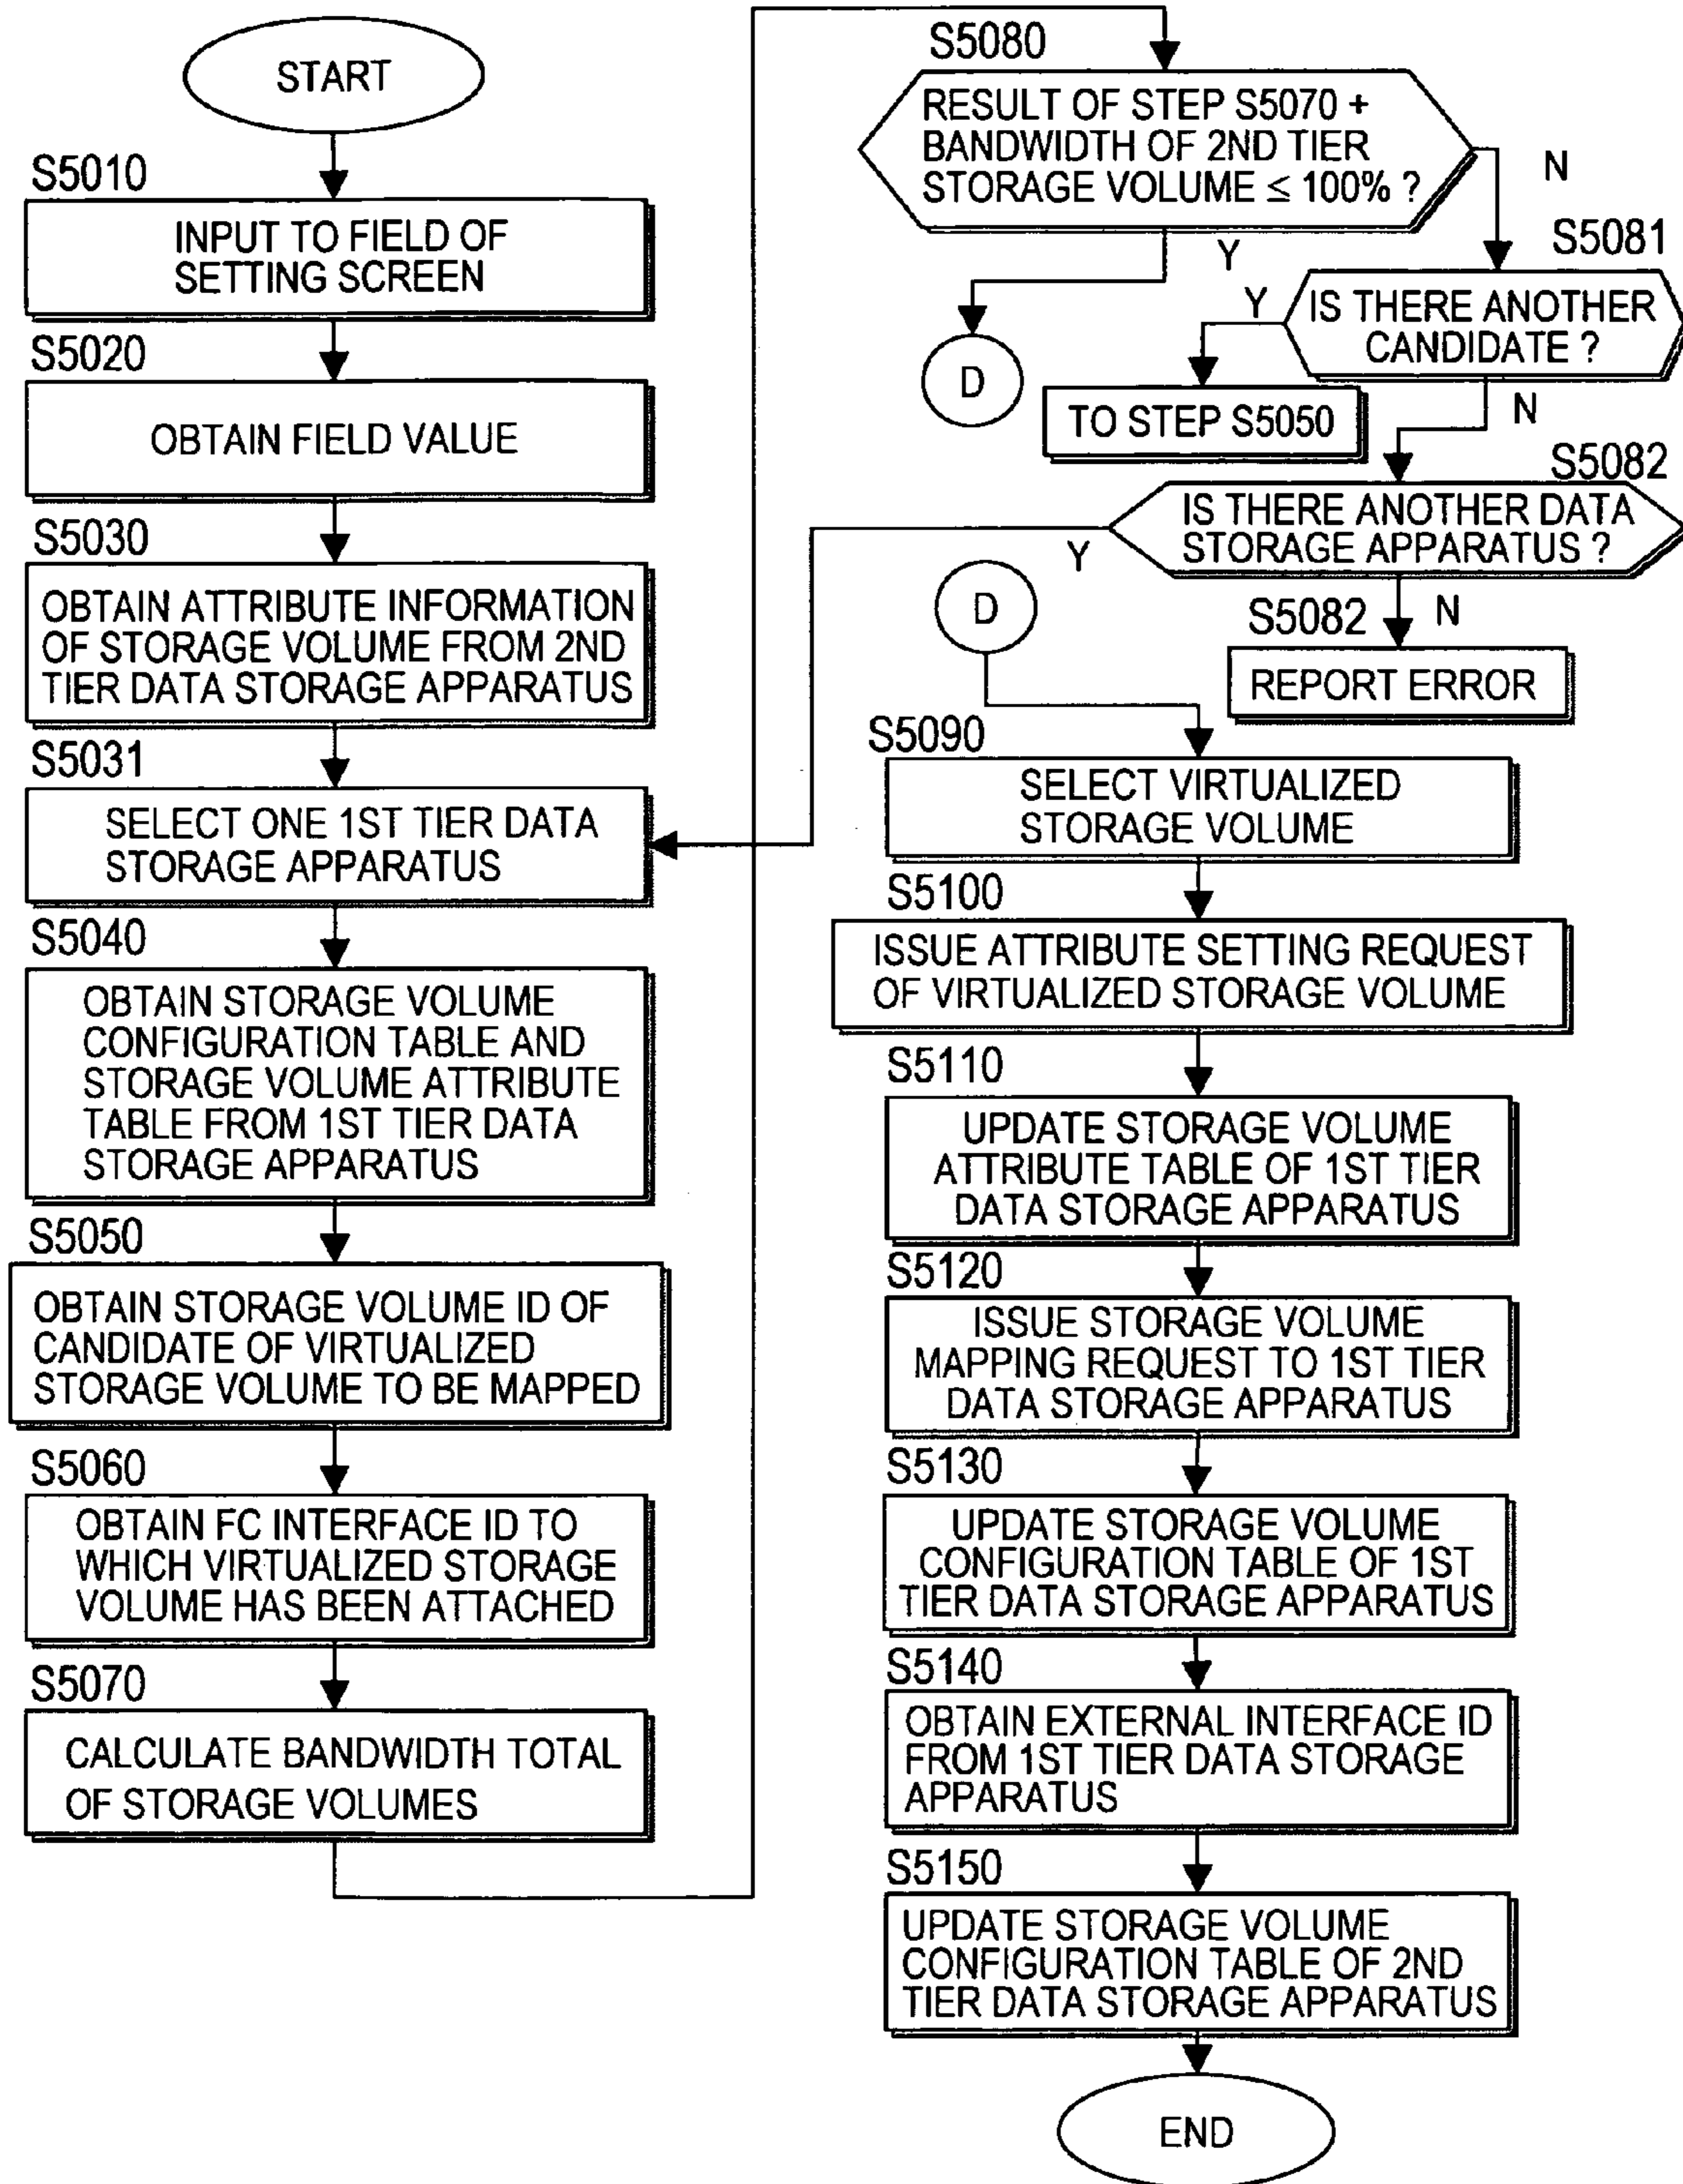 START
S5010
INPUT TO FIELD OF
SETTING SCREEN
S5020
OBTAIN FIELD VALUE
S5030
OBTAIN ATTRIBUTE INFORMATION
OF STORAGE VOLUME FROM 2ND
TIER DATA STORAGE APPARATUS
S5031
SELECT ONE 1ST TIER DATA
STORAGE APPARATUS
S5040
OBTAIN STORAGE VOLUME
CONFIGURATION TABLE AND
STORAGE VOLUME ATTRIBUTE
TABLE FROM 1ST TIER DATA
STORAGE APPARATUS
S5050
OBTAIN STORAGE VOLUME ID OF
CANDIDATE OF VIRTUALIZED
STORAGE VOLUME TO BE MAPPED
S5060
OBTAIN FC INTERFACE ID TO
WHICH VIRTUALIZED STORAGE
VOLUME HAS BEEN ATTACHED
S5070
CALCULATE BANDWIDTH TOTAL
OF STORAGE VOLUMES
S5080
RESULT OF STEP S5070 +
BANDWIDTH OF 2ND TIER
STORAGE VOLUME ≤ 100% ?
N
Y
D
S5081
IS THERE ANOTHER
CANDIDATE ?
Y
TO STEP S5050
N
S5082
IS THERE ANOTHER DATA
STORAGE APPARATUS ?
Y
N
S5082
REPORT ERROR
D
S5090
SELECT VIRTUALIZED
STORAGE VOLUME
S5100
ISSUE ATTRIBUTE SETTING REQUEST
OF VIRTUALIZED STORAGE VOLUME
S5110
UPDATE STORAGE VOLUME
ATTRIBUTE TABLE OF 1ST TIER
DATA STORAGE APPARATUS
S5120
ISSUE STORAGE VOLUME
MAPPING REQUEST TO 1ST TIER
DATA STORAGE APPARATUS
S5130
UPDATE STORAGE VOLUME
CONFIGURATION TABLE OF 1ST
TIER DATA STORAGE APPARATUS
S5140
OBTAIN EXTERNAL INTERFACE ID
FROM 1ST TIER DATA STORAGE
APPARATUS
S5150
UPDATE STORAGE VOLUME
CONFIGURATION TABLE OF 2ND
TIER DATA STORAGE APPARATUS
END